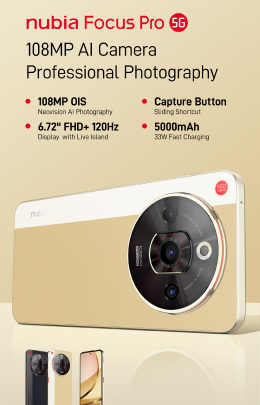 nubia Focus Pro 5G
108MP AI Camera
Professional Photography
108MP OIS
Neovision AI Photography
Capture Button
Sliding Shortcut
6.72" FHD+ 120Hz
Display with Live Island
5000mAh
33W Fast Charging
nubia